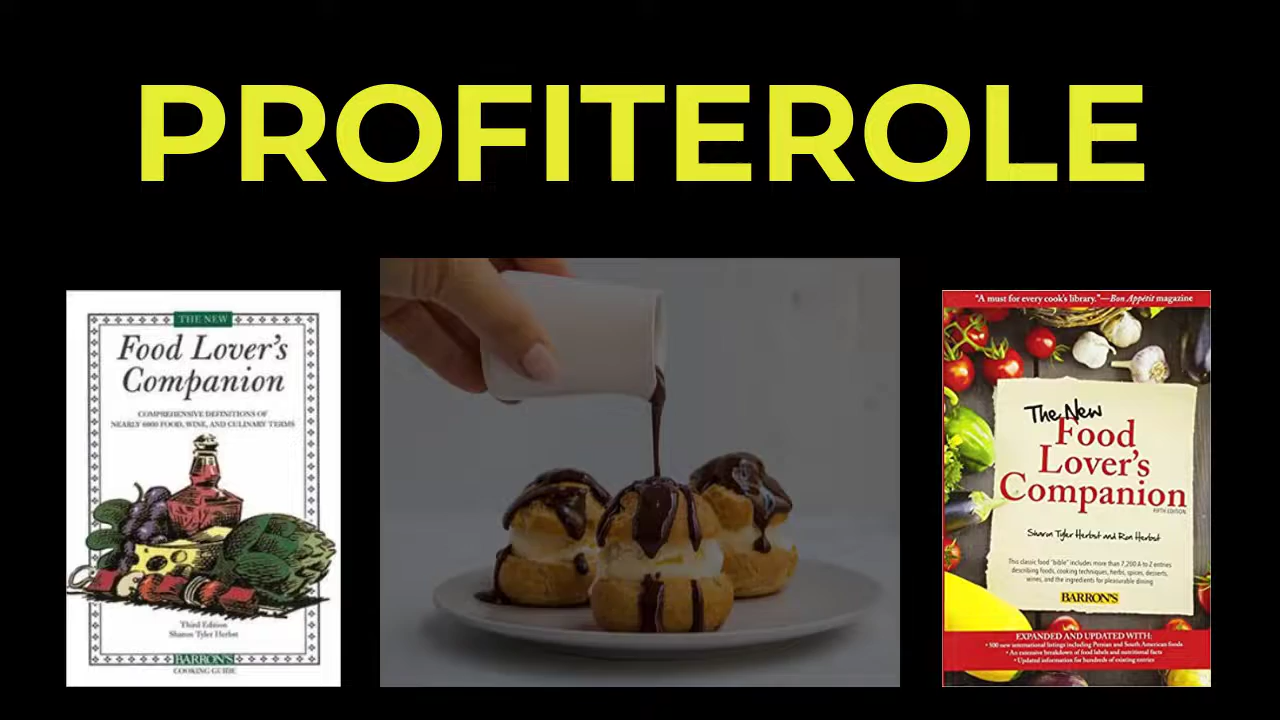 PROFITEROLE
THE NEW
Food Lover's
Companion
COMPREHENSIVE DEFINITIONS OF
NEARLY 6000 FOOD, WINE, AND CULINARY TERMS
Third Edition
Sharon Tyler Herbst
BARRON'S
COOKING GUIDE
"A must for every cook's library."—Bon Appétit magazine
The New
Food
Lover's
Companion
FIFTH EDITION
Sharon Tyler Herbst and Ron Herbst
This classic food "bible" includes more than 7,200 A to Z entries
describing foods, cooking techniques, herbs, spices, desserts,
wines, and the ingredients for pleasurable dining
BARRON'S
EXPANDED AND UPDATED WITH:
• 500 new international listings including Persian and South American foods
• An extensive breakdown of food labels and nutritional facts
• Updated information for hundreds of existing entries